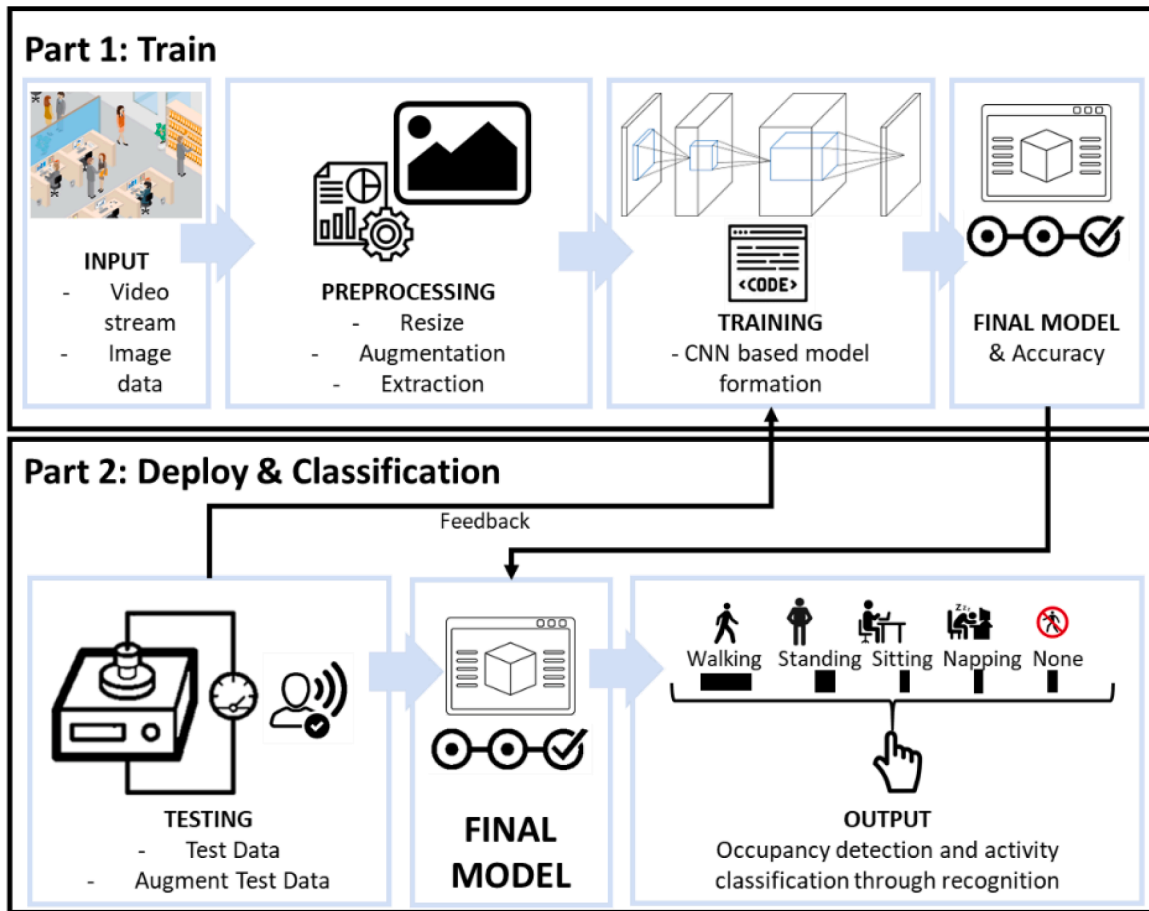 Part 1: Train
INPUT
- Video
stream
- Image
data
PREPROCESSING
- Resize
- Augmentation
- Extraction
<CODE>
TRAINING
- CNN based model
formation
FINAL MODEL
& Accuracy
Part 2: Deploy & Classification
Feedback
TESTING
- Test Data
- Augment Test Data
FINAL
MODEL
Zzz
Walking Standing Sitting Napping None
OUTPUT
Occupancy detection and activity
classification through recognition